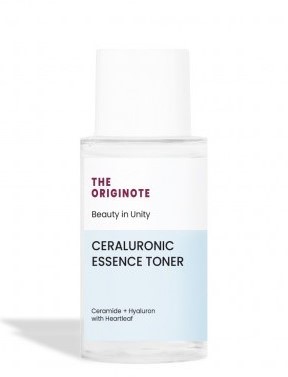 THE
ORIGINOTE
Beauty in Unity
CERALURONIC
ESSENCE TONER
Ceramide + Hyaluron
with Heartleaf